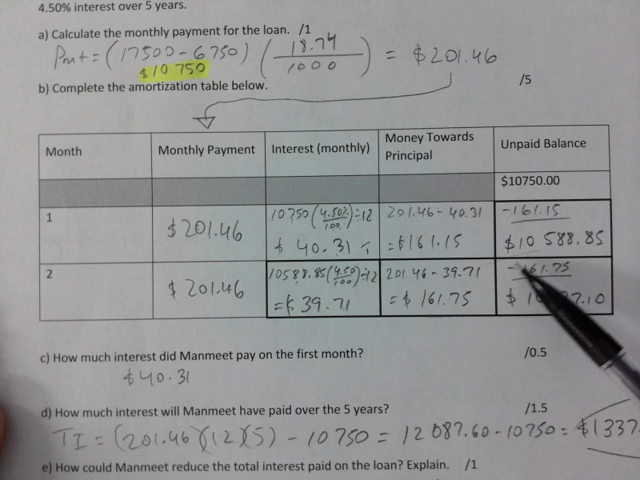 4.50% interest over 5 years.
a) Calculate the monthly payment for the loan. /1
Pmt = (17500 - 6750) (18.74/1000) = $201.46
$10 750
b) Complete the amortization table below. /5
Month Monthly Payment Interest (monthly) Money Towards Principal Unpaid Balance
$10750.00
1 $201.46 10750(4.50%/100)÷12 201.46 - 40.31 -161.15
$40.31 = $161.15 $10 588.85
2 $201.46 10588.85(4.50/100)÷12 201.46 - 39.71 -161.75
= $39.71 = $161.75 $ 7.10
c) How much interest did Manmeet pay on the first month? /0.5
$40.31
d) How much interest will Manmeet have paid over the 5 years? /1.5
TI = (201.46)(12)(5) - 10750 = 12087.60 - 10750 = $1337.
e) How could Manmeet reduce the total interest paid on the loan? Explain. /1